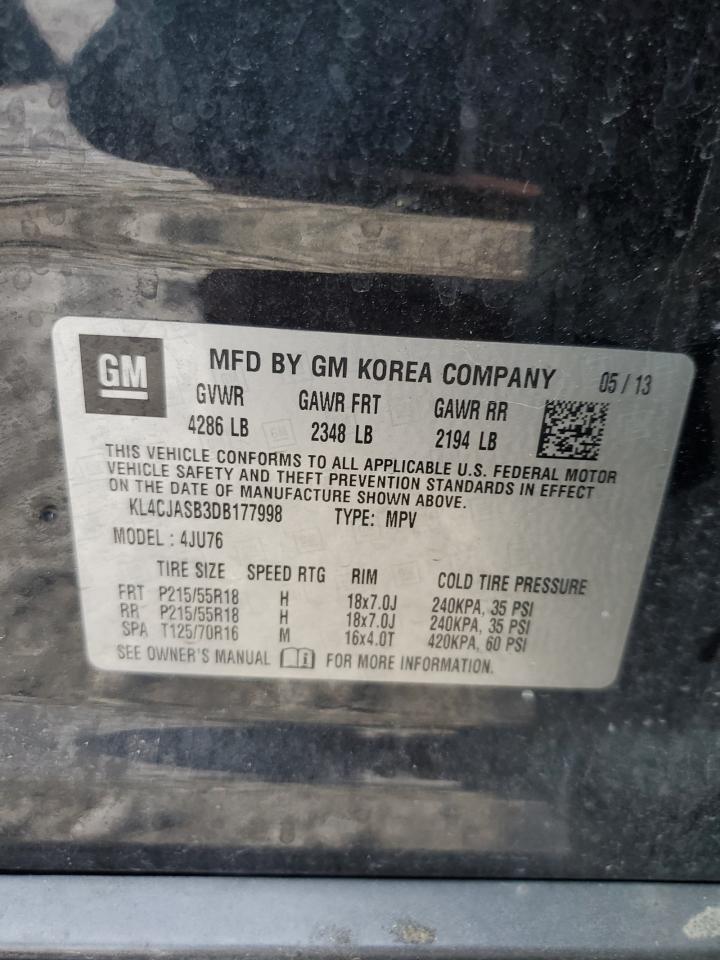 GM
MFD BY GM KOREA COMPANY 05 / 13
GVWR GAWR FRT GAWR RR
4286 LB 2348 LB 2194 LB
THIS VEHICLE CONFORMS TO ALL APPLICABLE U.S. FEDERAL MOTOR
VEHICLE SAFETY AND THEFT PREVENTION STANDARDS IN EFFECT
ON THE DATE OF MANUFACTURE SHOWN ABOVE.
KL4CJASB3DB177998 TYPE: MPV
MODEL : 4JU76
TIRE SIZE SPEED RTG RIM COLD TIRE PRESSURE
FRT P215/55R18 H 18x7.0J 240KPA, 35 PSI
RR P215/55R18 H 18x7.0J 240KPA, 35 PSI
SPA T125/70R16 M 16x4.0T 420KPA, 60 PSI
SEE OWNER'S MANUAL i FOR MORE INFORMATION.